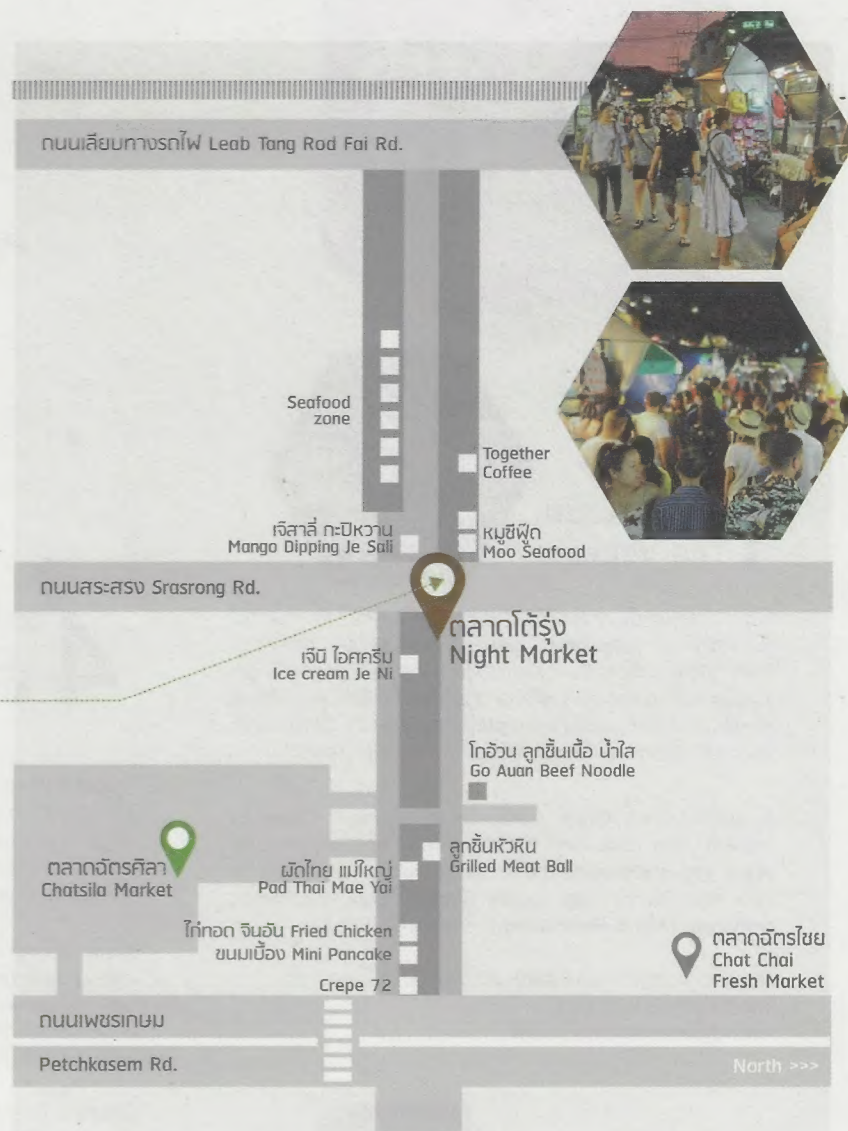 ถนนเลียบทางรถไฟ Leab Tang Rod Fai Rd.
Seafood
zone
Together
Coffee
เจ๊สาลี่ กะปิหวาน
Mango Dipping Je Sali
หมูซีฟู๊ด
Moo Seafood
ถนนสระสรง Srasrong Rd.
ตลาดโต้รุ่ง
Night Market
เจ๊นิ ไอศครีม
Ice cream Je Ni
โกอ้วน ลูกชิ้นเนื้อ น้ำใส
Go Auan Beef Noodle
ลูกชิ้นหัวหิน
Grilled Meat Ball
ตลาดฉัตรศิลา
Chatsila Market
ผัดไทย แม่ใหญ่
Pad Thai Mae Yai
ไก่ทอด จินอัน Fried Chicken
ขนมเบื้อง Mini Pancake
Crepe 72
ตลาดฉัตรไชย
Chat Chai
Fresh Market
ถนนเพชรเกษม
Petchkasem Rd.
North >>>